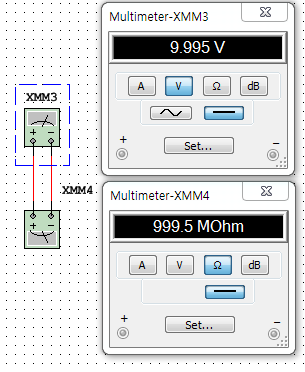 Multimeter-XMM3
9.995 V
A V Ω dB
Set...
+ −
XMM3
+ −
XMM4
+ −
Multimeter-XMM4
999.5 MOhm
A V Ω dB
Set...
+ −